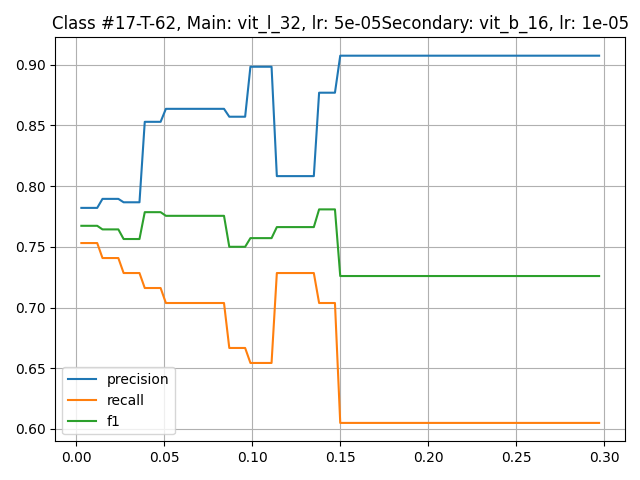 Class #17-T-62, Main: vit_l_32, lr: 5e-05Secondary: vit_b_16, lr: 1e-05
0.90
0.85
0.80
0.75
0.70
0.65
0.60
precision
recall
f1
0.00 0.05 0.10 0.15 0.20 0.25 0.30